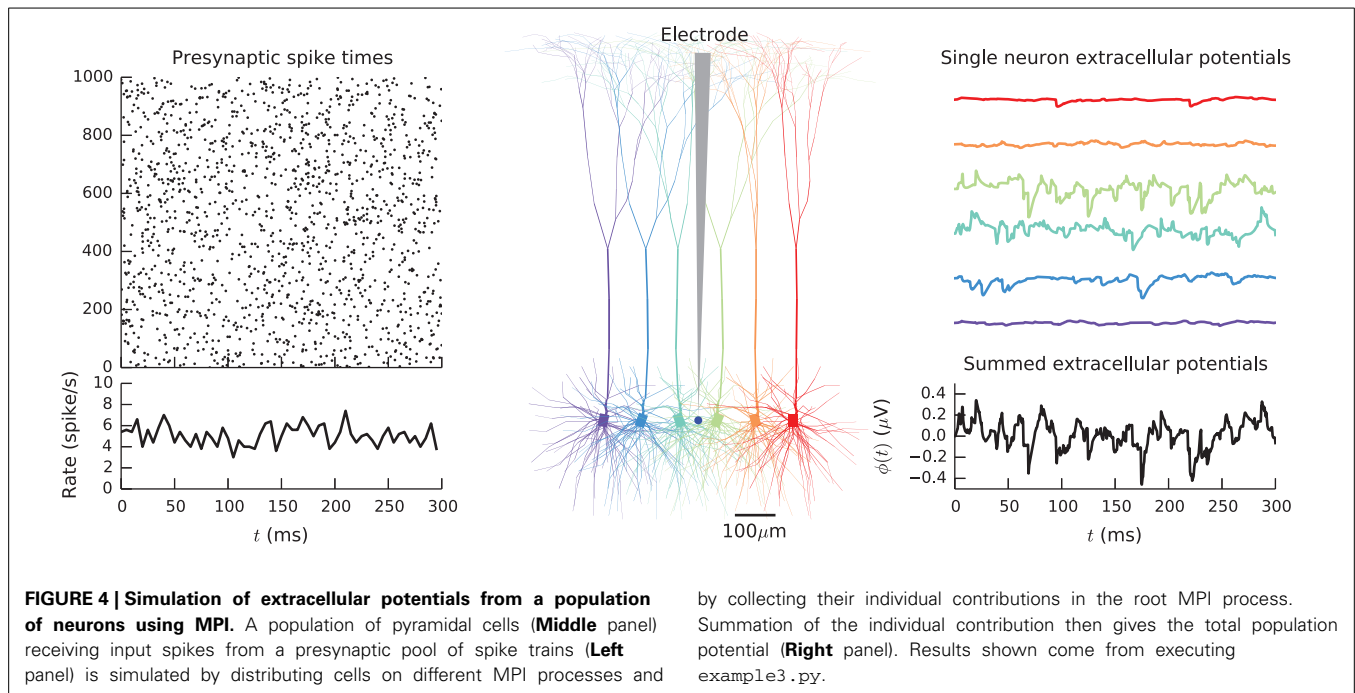 Presynaptic spike times
1000
800
600
400
200
0
10
8
6
4
2
0
Rate (spike/s)
0 50 100 150 200 250 300
t (ms)
Electrode
100μm
Single neuron extracellular potentials
Summed extracellular potentials
0.4
0.2
0.0
−0.2
−0.4
ϕ(t) (μV)
0 50 100 150 200 250 300
t (ms)
FIGURE 4 | Simulation of extracellular potentials from a population
of neurons using MPI. A population of pyramidal cells (Middle panel)
receiving input spikes from a presynaptic pool of spike trains (Left
panel) is simulated by distributing cells on different MPI processes and
by collecting their individual contributions in the root MPI process.
Summation of the individual contribution then gives the total population
potential (Right panel). Results shown come from executing
example3.py.